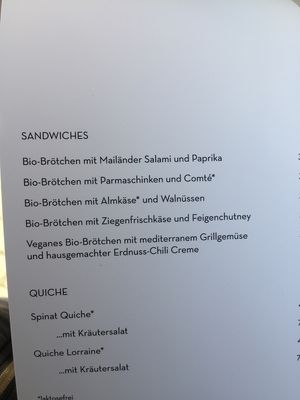 SANDWICHES
Bio-Brötchen mit Mailänder Salami und Paprika
Bio-Brötchen mit Parmaschinken und Comté*
Bio-Brötchen mit Almkäse* und Walnüssen
Bio-Brötchen mit Ziegenfrischkäse und Feigenchutney
Veganes Bio-Brötchen mit mediterranem Grillgemüse
und hausgemachter Erdnuss-Chili Creme
QUICHE
Spinat Quiche*
...mit Kräutersalat
Quiche Lorraine*
...mit Kräutersalat
*laktosefrei